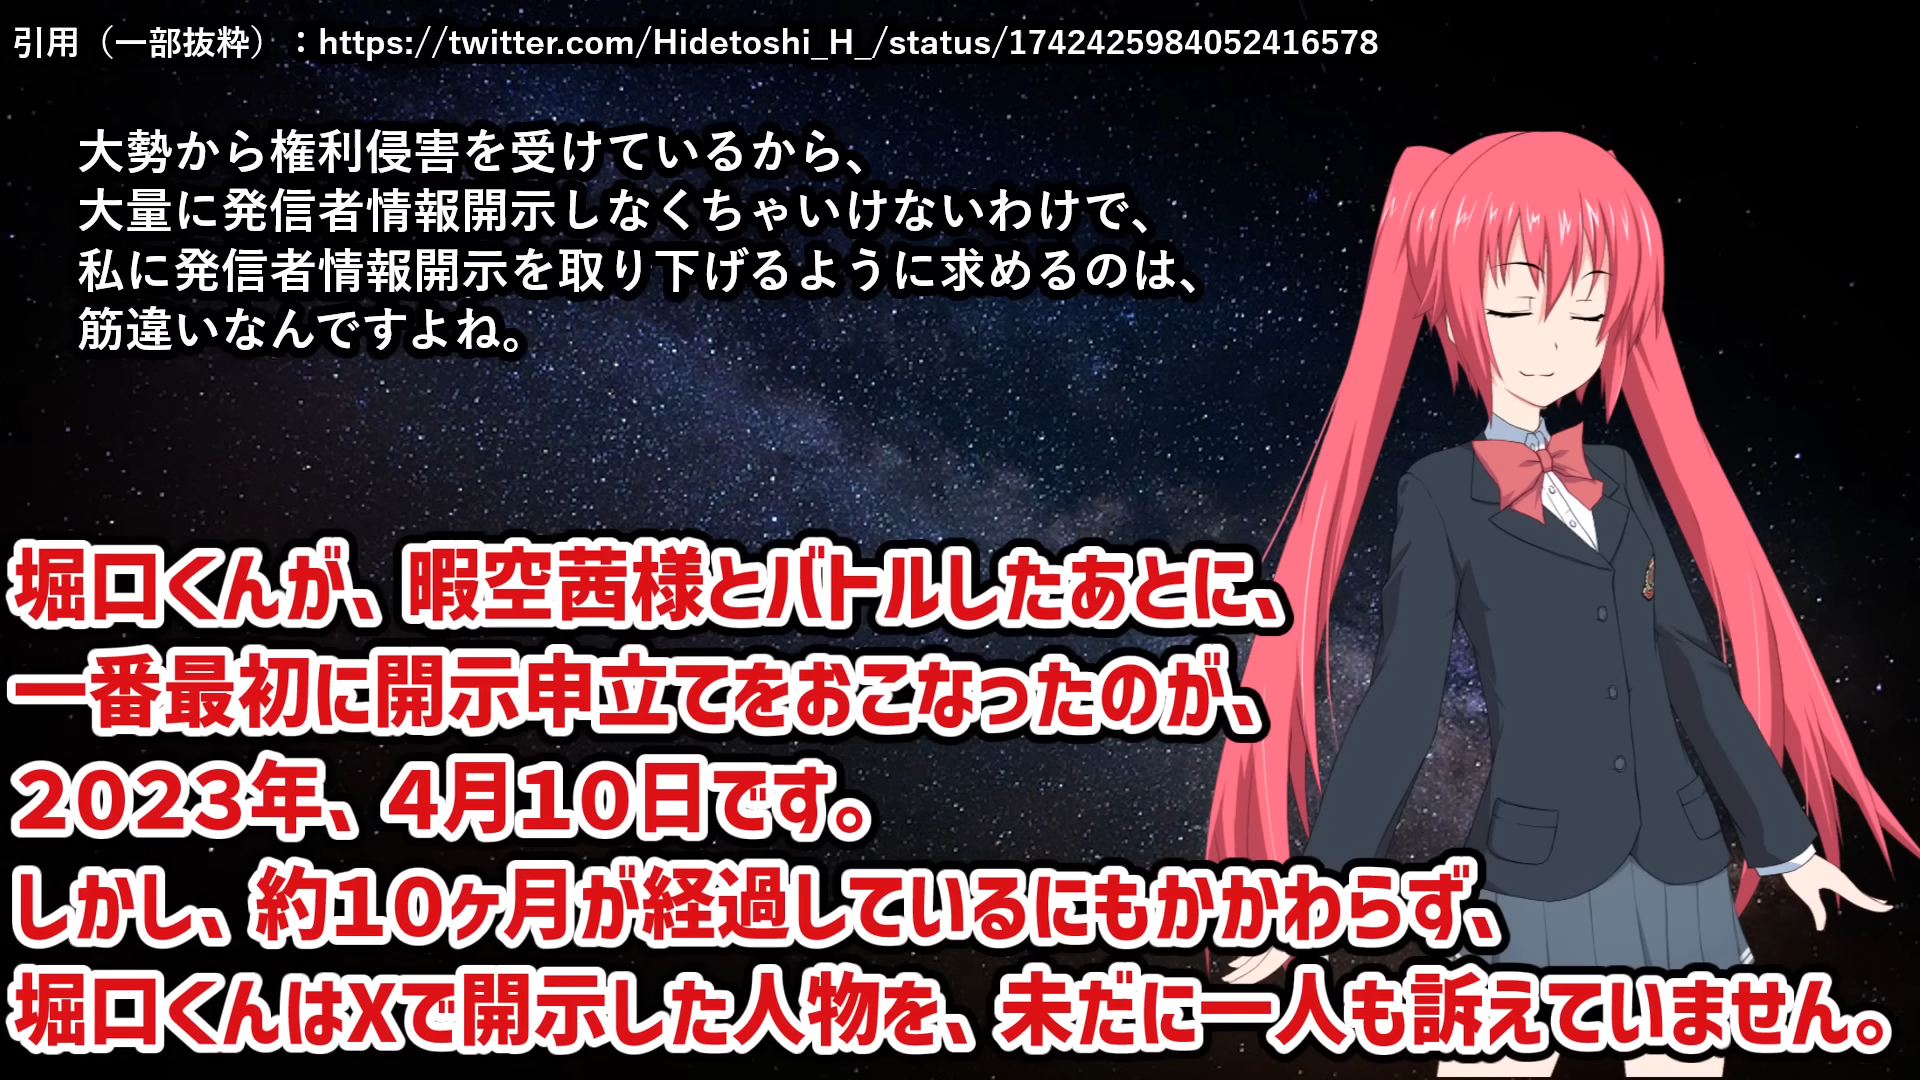 引用（一部抜粋）：https://twitter.com/Hidetoshi_H_/status/1742425984052416578
大勢から権利侵害を受けているから、
大量に発信者情報開示しなくちゃいけないわけで、
私に発信者情報開示を取り下げるように求めるのは、
筋違いなんですよね。
堀口くんが、暇空茜様とバトルしたあとに、
一番最初に開示申立てをおこなったのが、
２０２３年、４月１０日です。
しかし、約１０ヶ月が経過しているにもかかわらず、
堀口くんはXで開示した人物を、未だに一人も訴えていません。